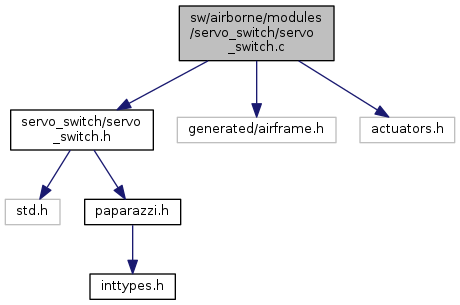 sw/airborne/modules
/servo_switch/servo
_switch.c
servo_switch/servo
_switch.h
generated/airframe.h
actuators.h
std.h
paparazzi.h
inttypes.h